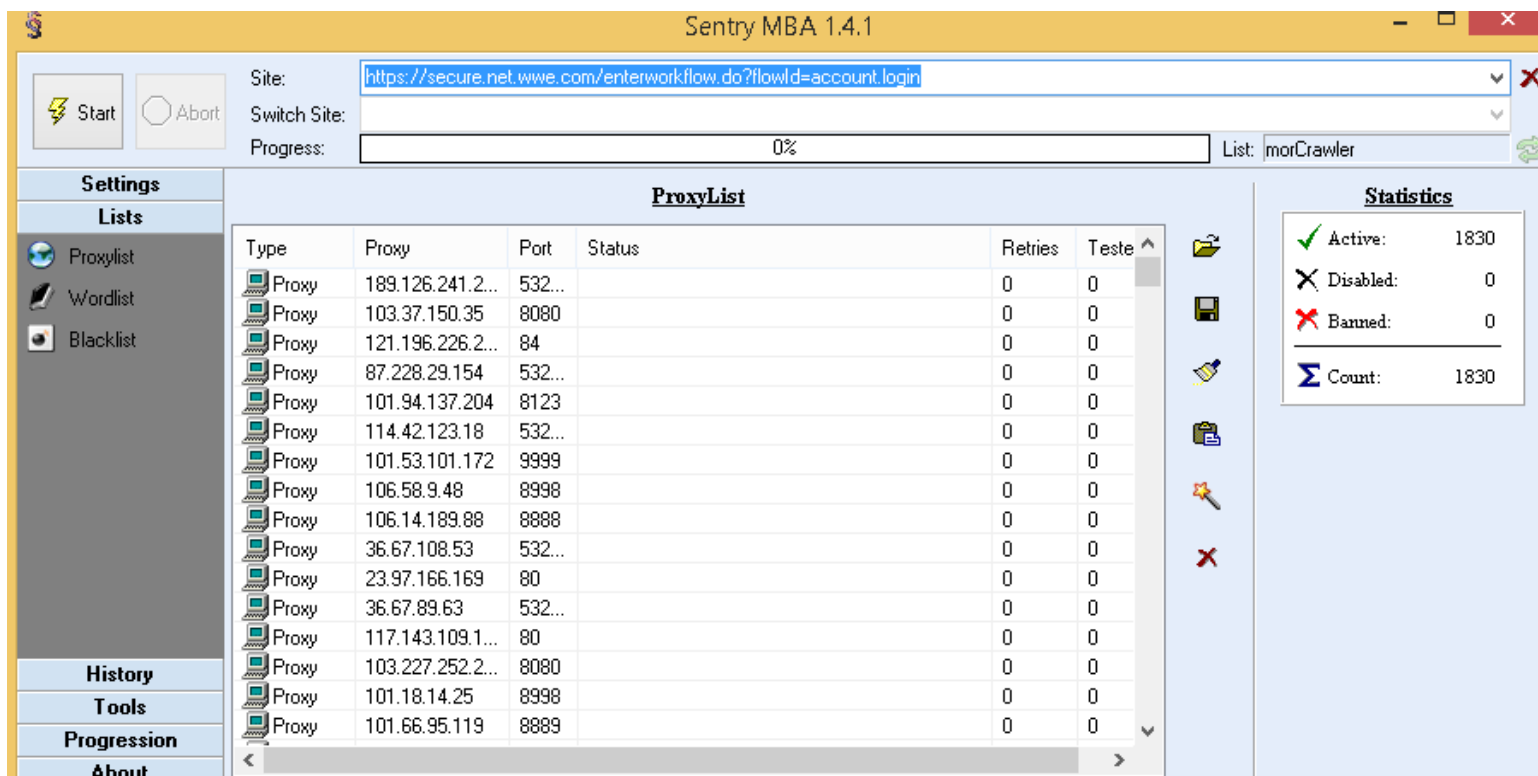 Sentry MBA 1.4.1
Start
Abort
Site: https://secure.net.wwe.com/enterworkflow.do?flowId=account.login
Switch Site:
Progress: 0% List: morCrawler
Settings
Lists
Proxylist
Wordlist
Blacklist
History
Tools
Progression
About
ProxyList
Type Proxy Port Status Retries Teste
Proxy 189.126.241.2... 532... 0 0
Proxy 103.37.150.35 8080 0 0
Proxy 121.196.226.2... 84 0 0
Proxy 87.228.29.154 532... 0 0
Proxy 101.94.137.204 8123 0 0
Proxy 114.42.123.18 532... 0 0
Proxy 101.53.101.172 9999 0 0
Proxy 106.58.9.48 8998 0 0
Proxy 106.14.189.88 8888 0 0
Proxy 36.67.108.53 532... 0 0
Proxy 23.97.166.169 80 0 0
Proxy 36.67.89.63 532... 0 0
Proxy 117.143.109.1... 80 0 0
Proxy 103.227.252.2... 8080 0 0
Proxy 101.18.14.25 8998 0 0
Proxy 101.66.95.119 8889 0 0
Statistics
Active: 1830
Disabled: 0
Banned: 0
Σ Count: 1830